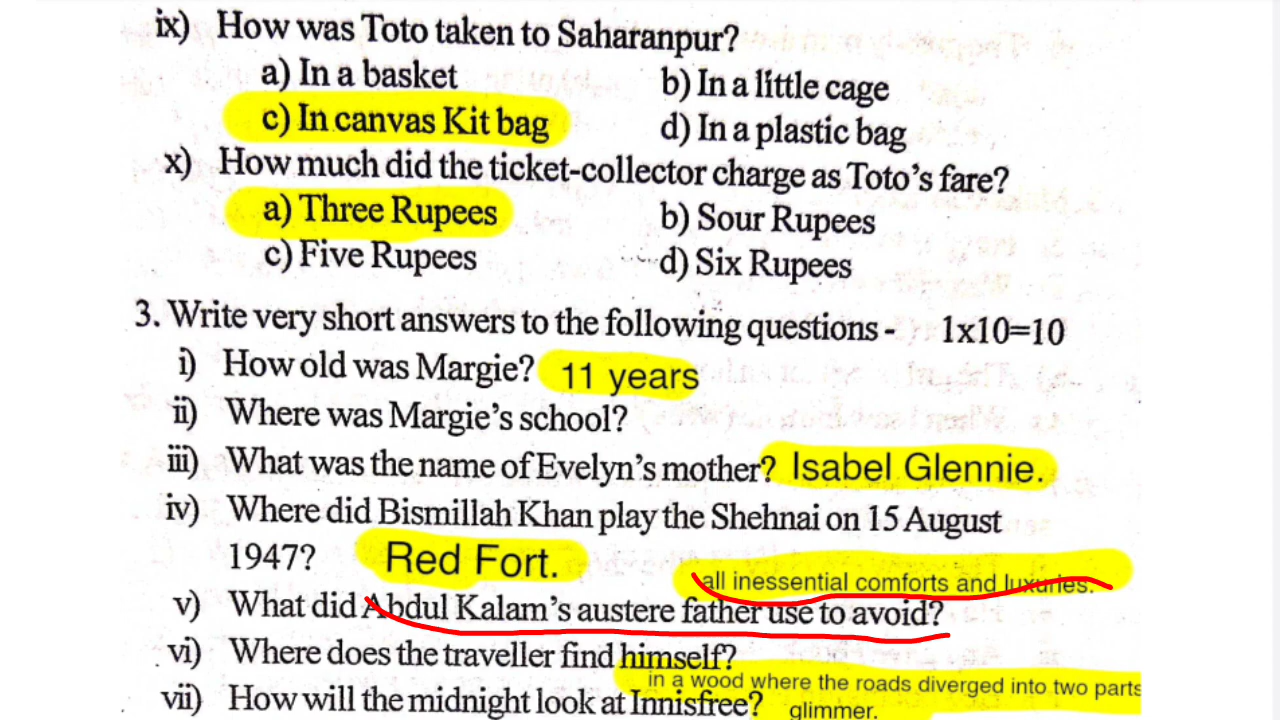 ix) How was Toto taken to Saharanpur?
a) In a basket b) In a little cage
c) In canvas Kit bag d) In a plastic bag
x) How much did the ticket-collector charge as Toto's fare?
a) Three Rupees b) Sour Rupees
c) Five Rupees d) Six Rupees
3. Write very short answers to the following questions - 1x10=10
i) How old was Margie? 11 years
ii) Where was Margie's school?
iii) What was the name of Evelyn's mother? Isabel Glennie.
iv) Where did Bismillah Khan play the Shehnai on 15 August
1947? Red Fort.
all inessential comforts and luxuries.
v) What did Abdul Kalam's austere father use to avoid?
vi) Where does the traveller find himself?
in a wood where the roads diverged into two parts
vii) How will the midnight look at Innisfree? glimmer.